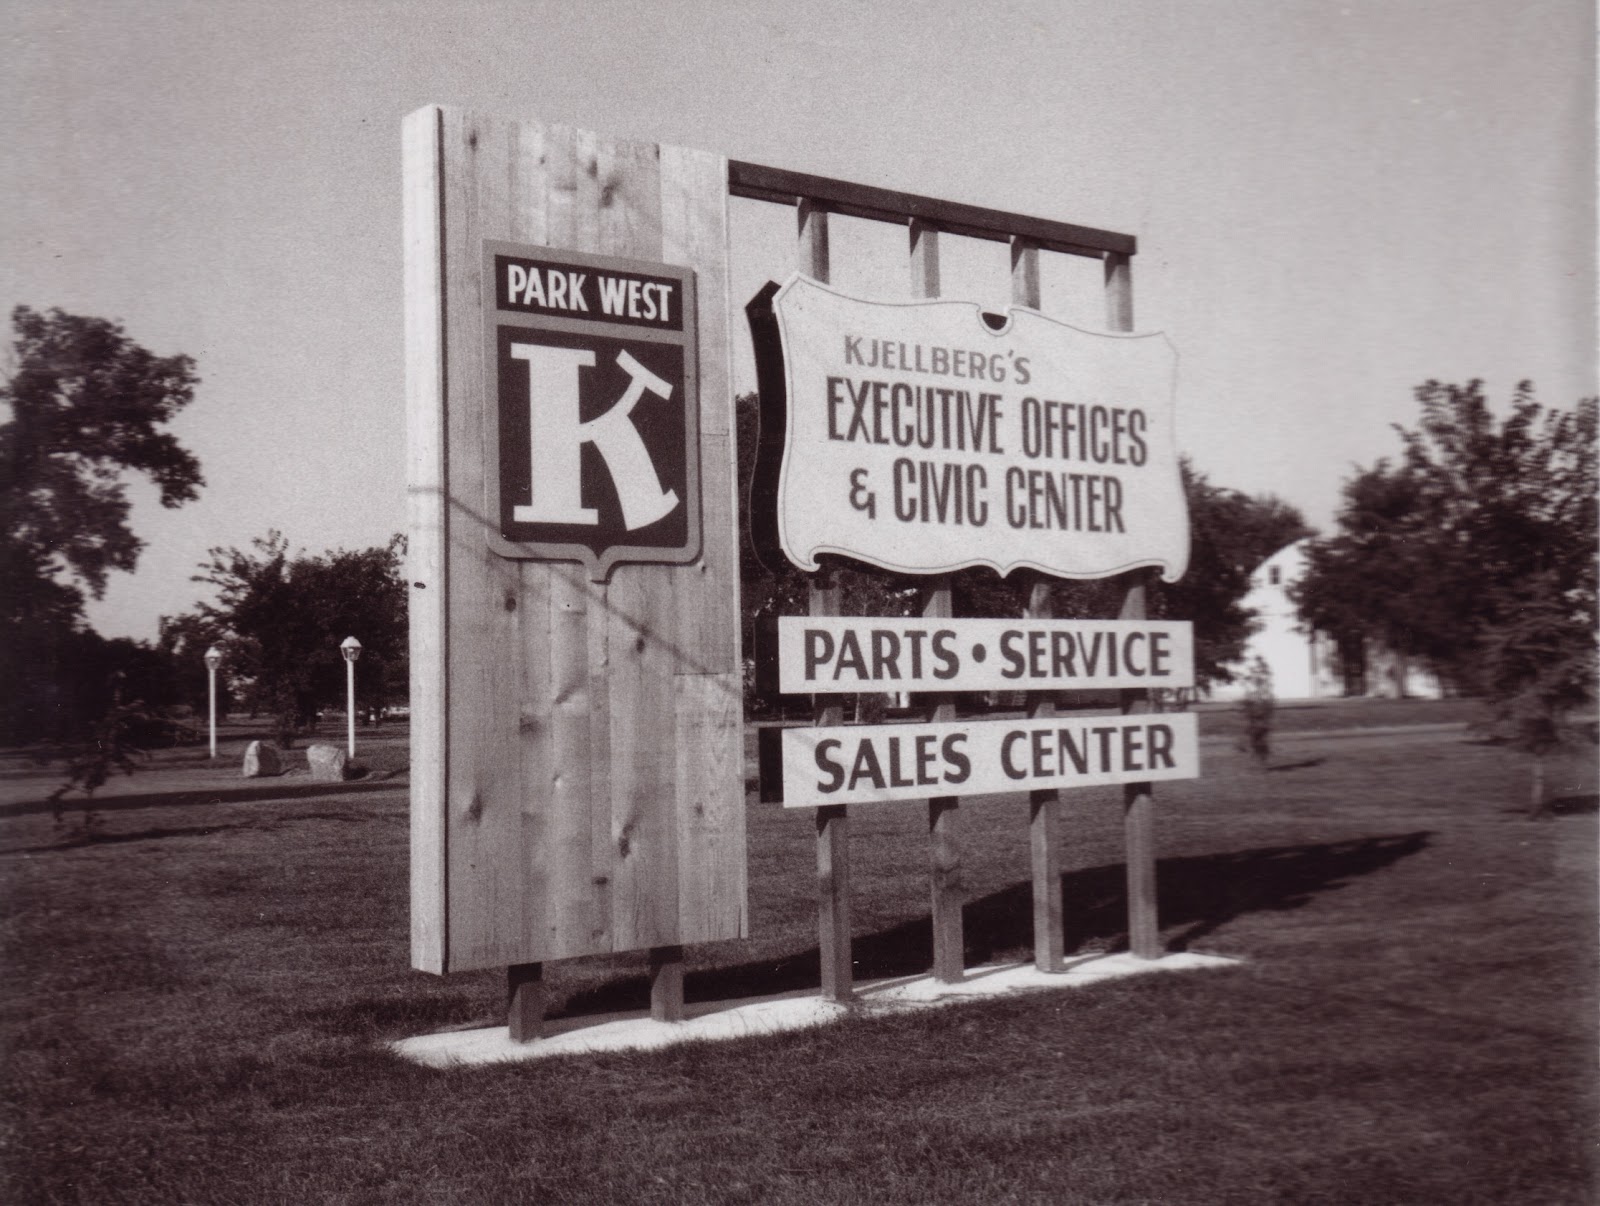 PARK WEST
K
KJELLBERG'S
EXECUTIVE OFFICES
& CIVIC CENTER
PARTS • SERVICE
SALES CENTER